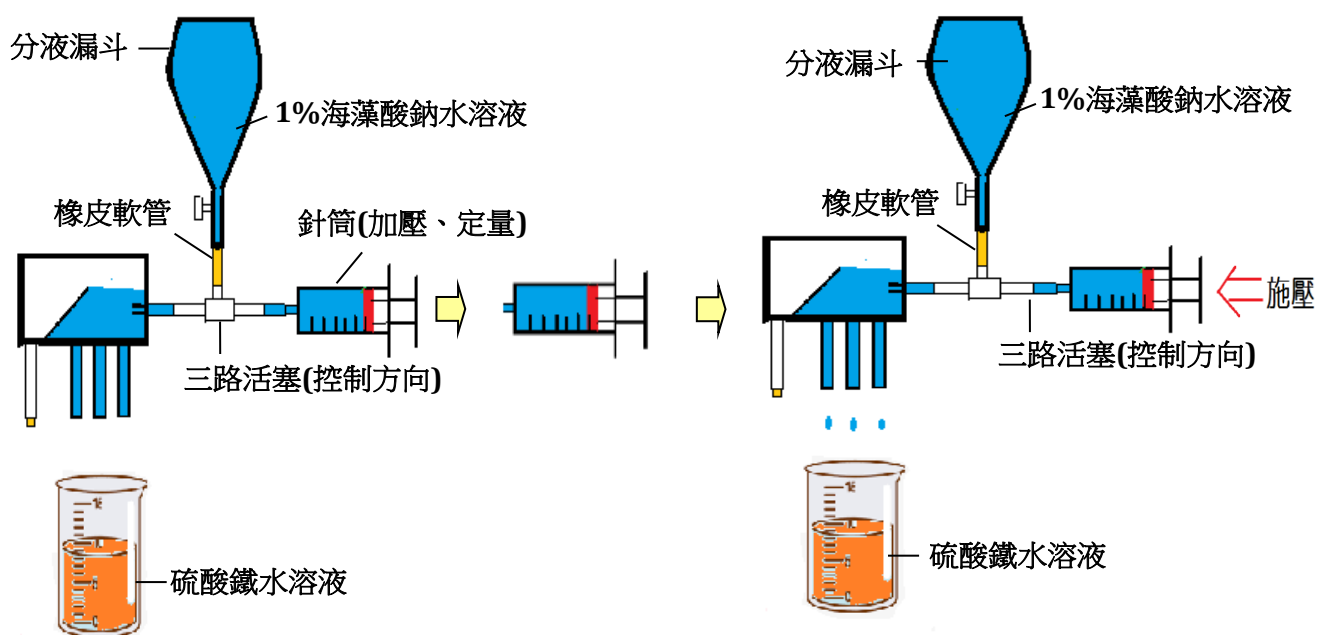 分液漏斗
1%海藻酸鈉水溶液
橡皮軟管
針筒(加壓、定量)
三路活塞(控制方向)
硫酸鐵水溶液
分液漏斗
1%海藻酸鈉水溶液
橡皮軟管
施壓
三路活塞(控制方向)
硫酸鐵水溶液